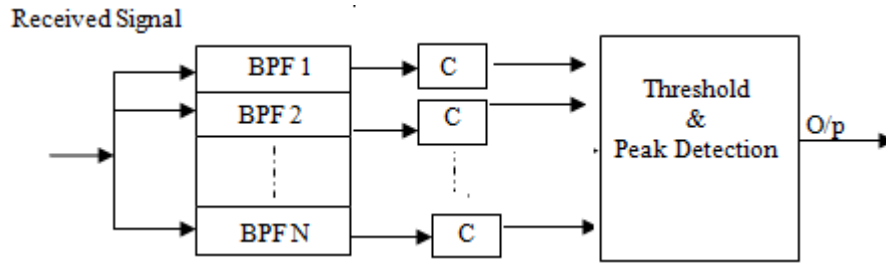 Received Signal
BPF 1
C
BPF 2
C
BPF N
C
Threshold
&
Peak Detection
O/p